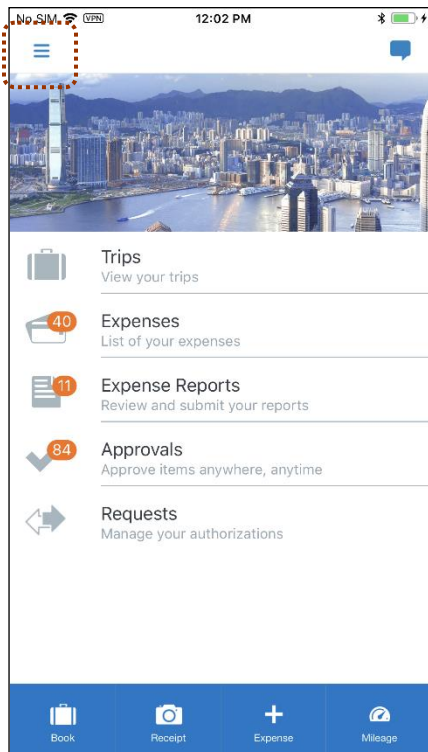 No SIM VPN 12:02 PM
Trips
View your trips
40
Expenses
List of your expenses
11
Expense Reports
Review and submit your reports
84
Approvals
Approve items anywhere, anytime
Requests
Manage your authorizations
Book Receipt Expense Mileage